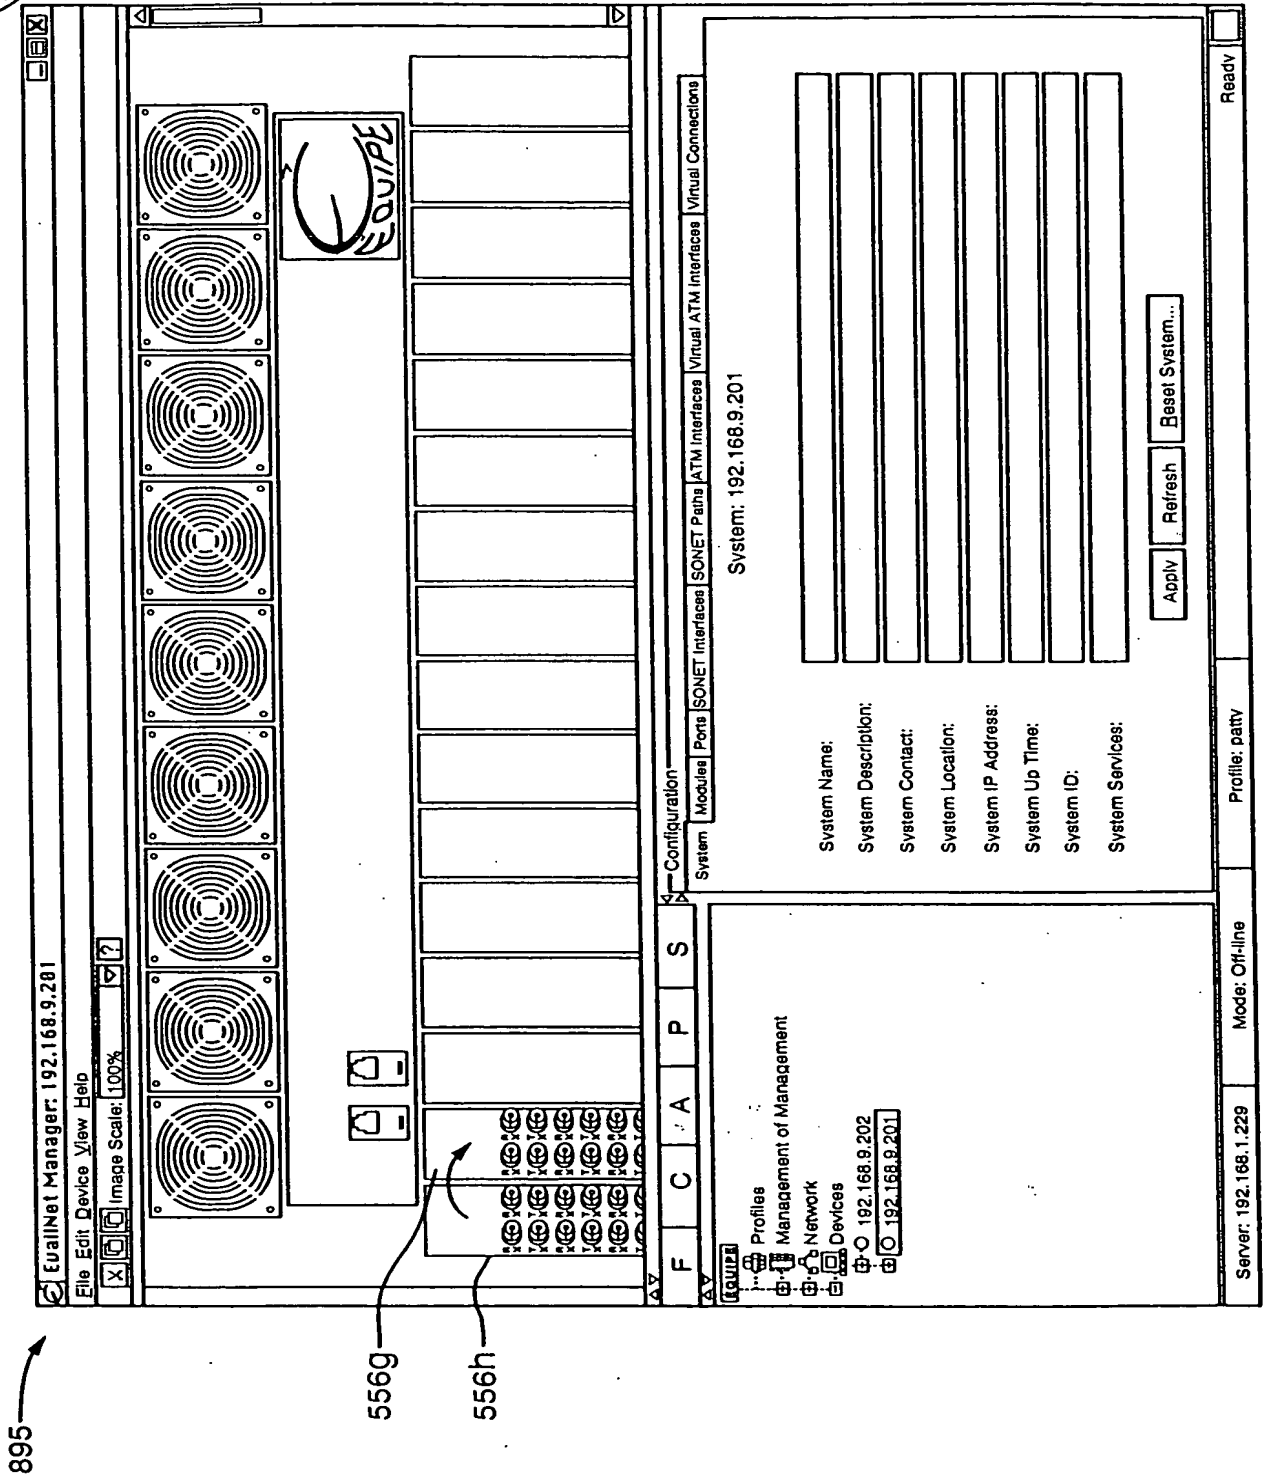 895
EuallNet Manager: 192.168.9.201
File Edit Device View Help
X Image Scale: 100% ?
EQUIPE
556g
556h
R R R R R R R R R R R
X X X X X X X X X X
T T T T T T T T T T
X X X X X X X X X X
F C A P S
EQUIPE
Profiles
Management of Management
Network
Devices
192.168.9.202
192.168.9.201
Configuration
System Modules Ports SONET Interfaces SONET Paths ATM Interfaces Virtual ATM Interfaces Virtual Connections
System: 192.168.9.201
System Name:
System Description:
System Contact:
System Location:
System IP Address:
System Up Time:
System ID:
System Services:
Apply Refresh Reset System...
Server: 192.168.1.229 Mode: Off-line Profile: patty Ready